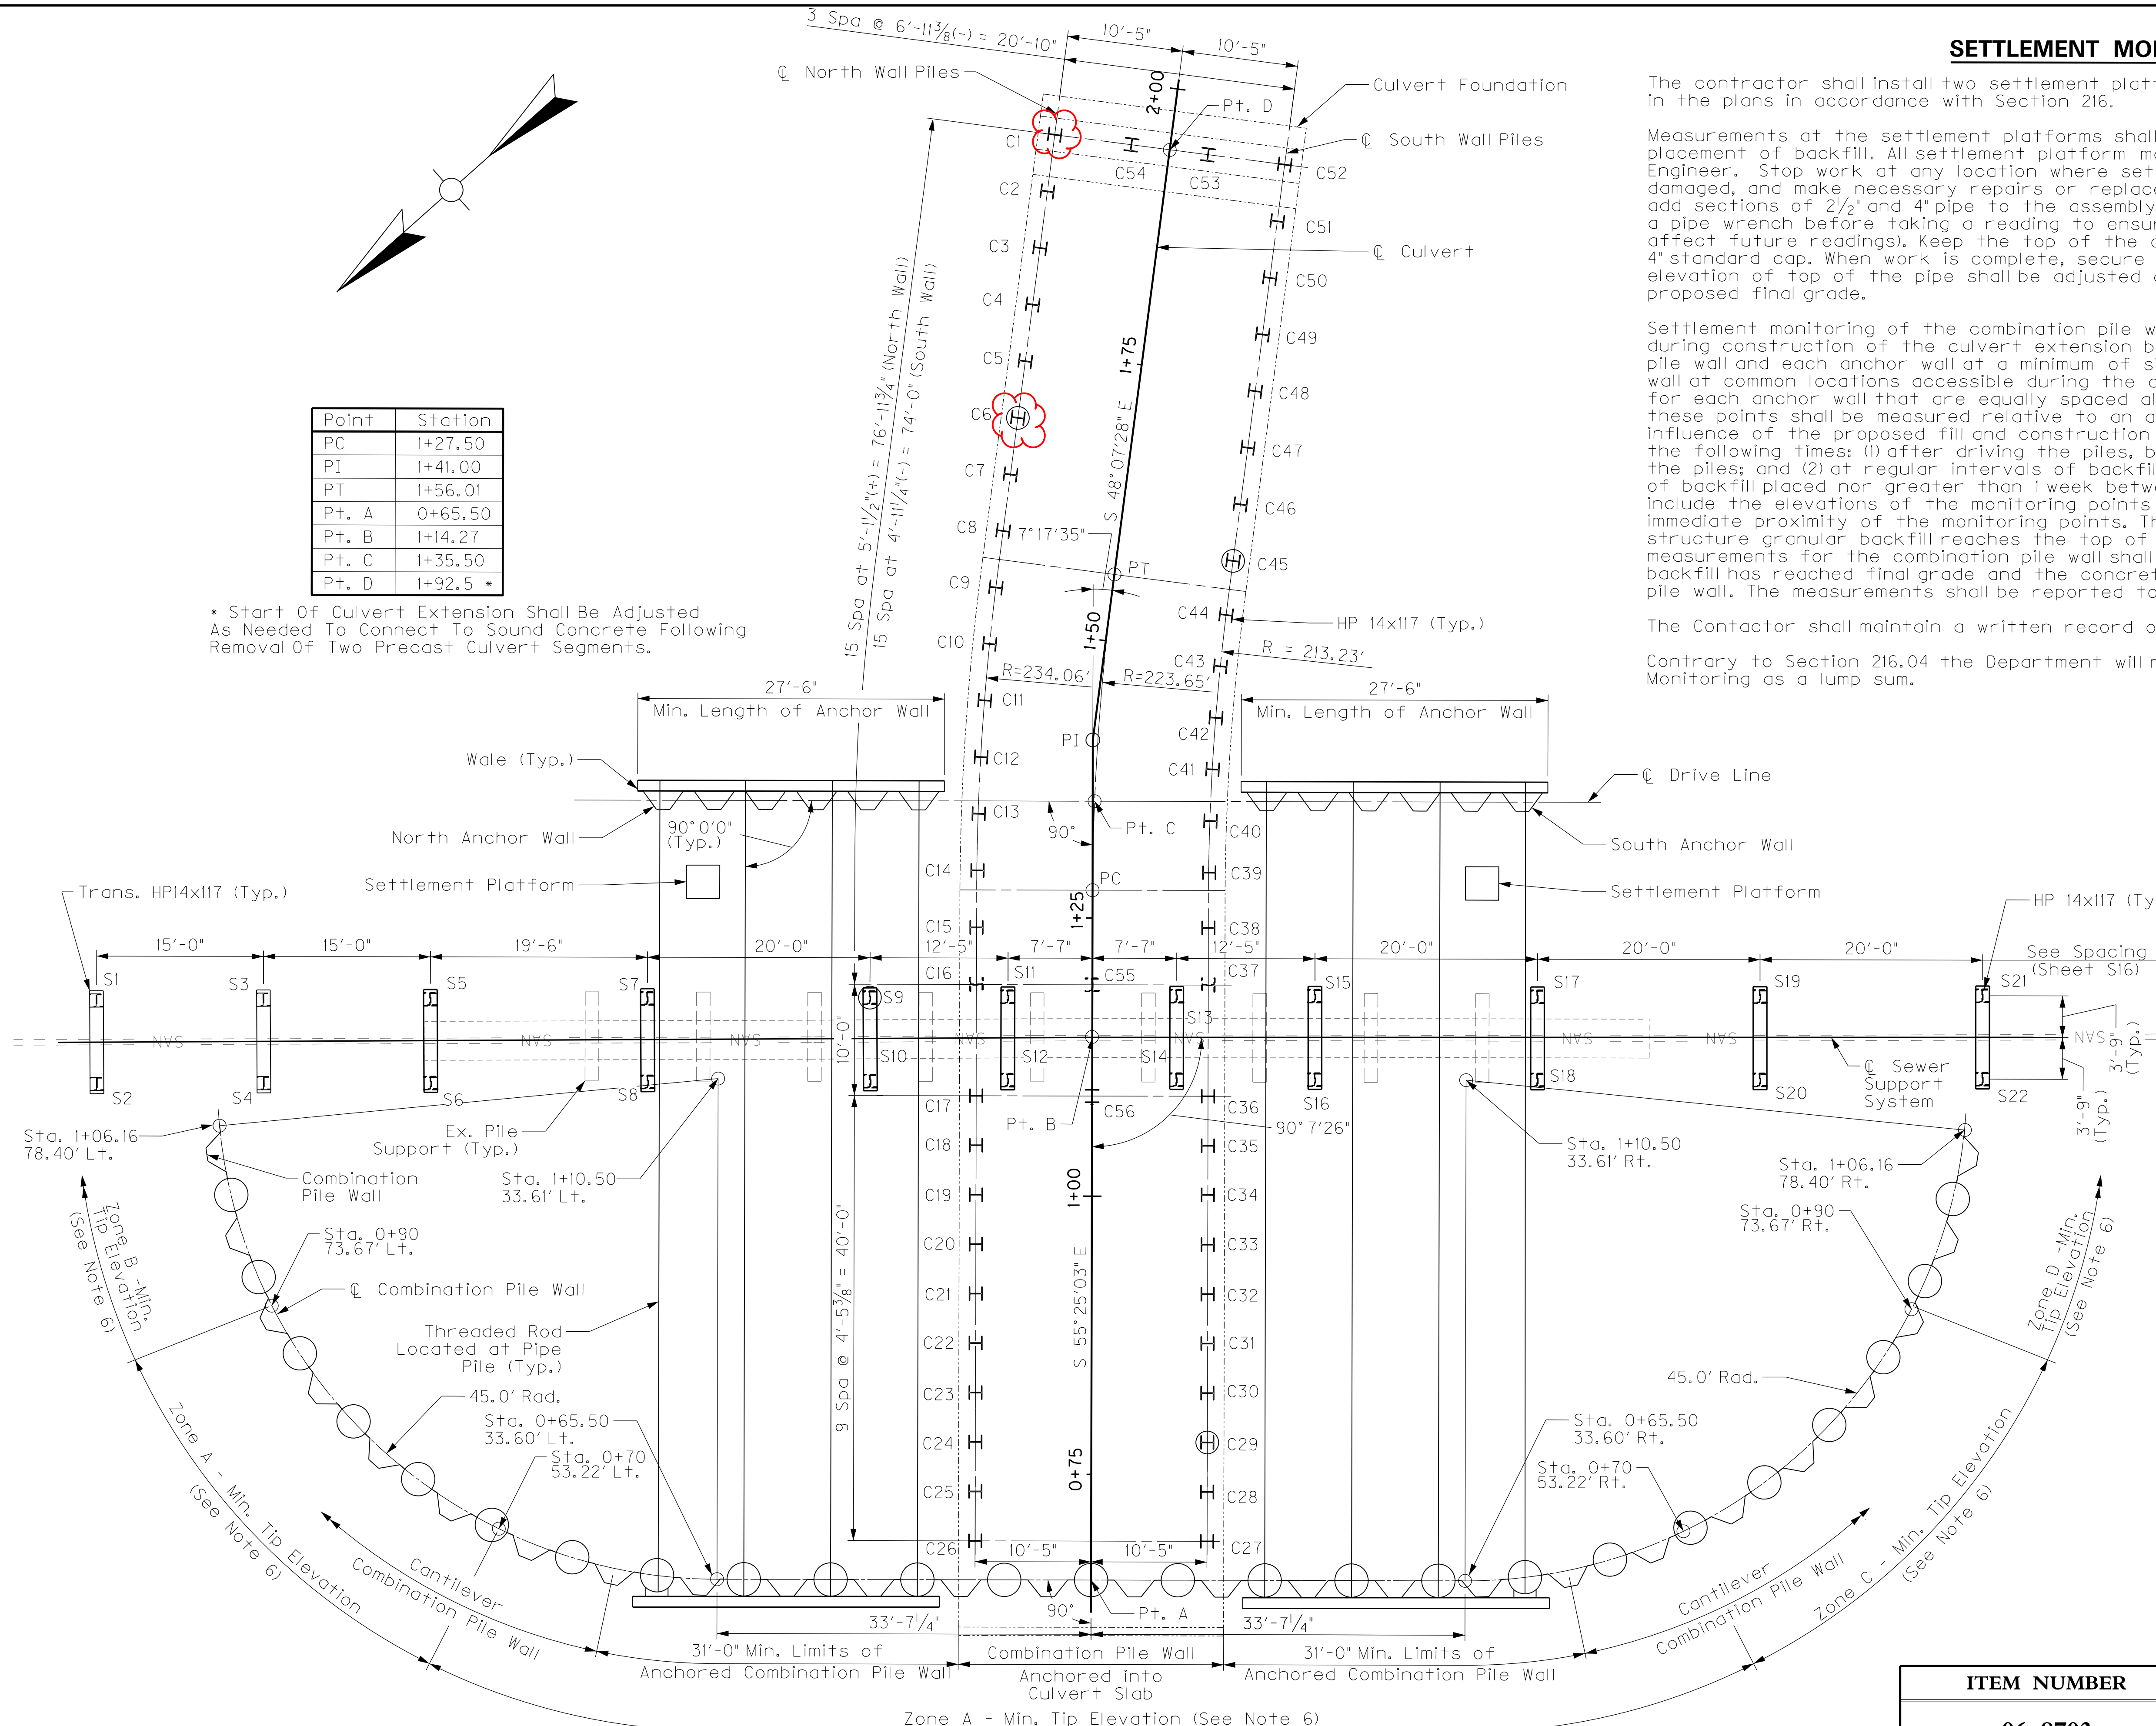 3 Spa @ 6'-11 3/8(-) = 20'-10"
10'-5"
10'-5"
℄ North Wall Piles
2+00
Culvert Foundation
Pt. D
℄ South Wall Piles
C1
C54
C53
C52
C2
C51
C3
℄ Culvert
C50
C4
C49
C5
1+75
C48
C6
C47
C7
C46
S 48°07'28" E
C8
7°17'35"
C45
PT
C9
C44
HP 14x117 (Typ.)
1+50
C10
C43
R = 213.23'
R=234.06'
R=223.65'
C11
C42
PI
C12
C41
15 Spa at 5'-1 1/2"(+) = 76'-11 3/4" (North Wall)
15 Spa at 4'-11 1/4"(-) = 74'-0" (South Wall)
SETTLEMENT MO
The contractor shall install two settlement plat
in the plans in accordance with Section 216.
Measurements at the settlement platforms shall
placement of backfill. All settlement platform m
Engineer. Stop work at any location where set
damaged, and make necessary repairs or replac
add sections of 2 1/2" and 4" pipe to the assembly
a pipe wrench before taking a reading to ensur
affect future readings). Keep the top of the
4" standard cap. When work is complete, secure
elevation of top of the pipe shall be adjusted
proposed final grade.
Settlement monitoring of the combination pile w
during construction of the culvert extension b
pile wall and each anchor wall at a minimum of s
wall at common locations accessible during the
for each anchor wall that are equally spaced al
these points shall be measured relative to an a
influence of the proposed fill and construction
the following times: (1) after driving the piles, b
the piles; and (2) at regular intervals of backfil
of backfill placed nor greater than 1 week betw
include the elevations of the monitoring points
immediate proximity of the monitoring points. Th
structure granular backfill reaches the top of
measurements for the combination pile wall shall
backfill has reached final grade and the concret
pile wall. The measurements shall be reported to
The Contactor shall maintain a written record o
Contrary to Section 216.04 the Department will m
Monitoring as a lump sum.
Point Station
PC 1+27.50
PI 1+41.00
PT 1+56.01
Pt. A 0+65.50
Pt. B 1+14.27
Pt. C 1+35.50
Pt. D 1+92.5 *
* Start Of Culvert Extension Shall Be Adjusted
As Needed To Connect To Sound Concrete Following
Removal Of Two Precast Culvert Segments.
27'-6"
Min. Length of Anchor Wall
27'-6"
Min. Length of Anchor Wall
Wale (Typ.)
℄ Drive Line
North Anchor Wall
90°0'0"
(Typ.)
C13
90°
Pt. C
C40
South Anchor Wall
Settlement Platform
C14
PC
C39
Settlement Platform
Trans. HP14x117 (Typ.)
HP 14x117 (Ty
C15
1+25
C38
15'-0"
15'-0"
19'-6"
20'-0"
12'-5"
7'-7"
7'-7"
12'-5"
20'-0"
20'-0"
20'-0"
See Spacing
(Sheet S16)
S1
S3
S5
S7
C16
S9
S11
C55
C37
S15
S17
S19
S21
10'-0"
S13
SAN
SAN
SAN
SAN
SAN
SAN
SAN
SAN
S2
S4
S6
S8
S10
S12
S14
S16
S18
S20
S22
3'-9"
(Typ.)
3'-9"
(Typ.)
C17
C56
C36
Pt. B
90°7'26"
℄ Sewer
Support
System
Sta. 1+06.16
78.40' Lt.
Ex. Pile
Support (Typ.)
Sta. 1+10.50
33.61' Lt.
C18
C35
Sta. 1+10.50
33.61' Rt.
Sta. 1+06.16
78.40' Rt.
Combination
Pile Wall
C19
1+00
C34
Sta. 0+90
73.67' Lt.
Sta. 0+90
73.67' Rt.
C20
C33
℄ Combination Pile Wall
C21
C32
S 55°25'03" E
Threaded Rod
Located at Pipe
Pile (Typ.)
C22
C31
9 Spa @ 4'-5 3/8" = 40'-0"
C23
C30
45.0' Rad.
45.0' Rad.
Sta. 0+65.50
33.60' Lt.
Sta. 0+65.50
33.60' Rt.
C24
C29
Sta. 0+70
53.22' Lt.
Sta. 0+70
53.22' Rt.
0+75
C25
C28
C26
C27
10'-5"
10'-5"
90°
Pt. A
33'-7 1/4"
33'-7 1/4"
Zone B -Min.
Tip Elevation
(See Note 6)
Zone D -Min.
Tip Elevation
(See Note 6)
Zone A - Min. Tip Elevation
(See Note 6)
Zone C - Min. Tip Elevation
(See Note 6)
Cantilever
Combination Pile Wall
Cantilever
Combination Pile Wall
31'-0" Min. Limits of
Anchored Combination Pile Wall
Combination Pile Wall
Anchored into
Culvert Slab
31'-0" Min. Limits of
Anchored Combination Pile Wall
Zone A - Min. Tip Elevation (See Note 6)
ITEM NUMBER